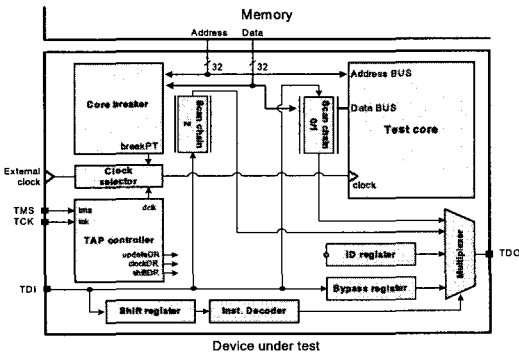 Memory
Address Data
32 32
Core breaker
Scan chain 2
Scan chain 0/1
Address BUS
Data BUS
Test core
breakPT
External clock
Clock selector
clock
dclk
TMS
tms
TCK
tck
TAP controller
updateDR
clockDR
shiftDR
ID register
Multiplexer
TDO
TDI
Bypass register
Shift register
Inst. Decoder
Device under test